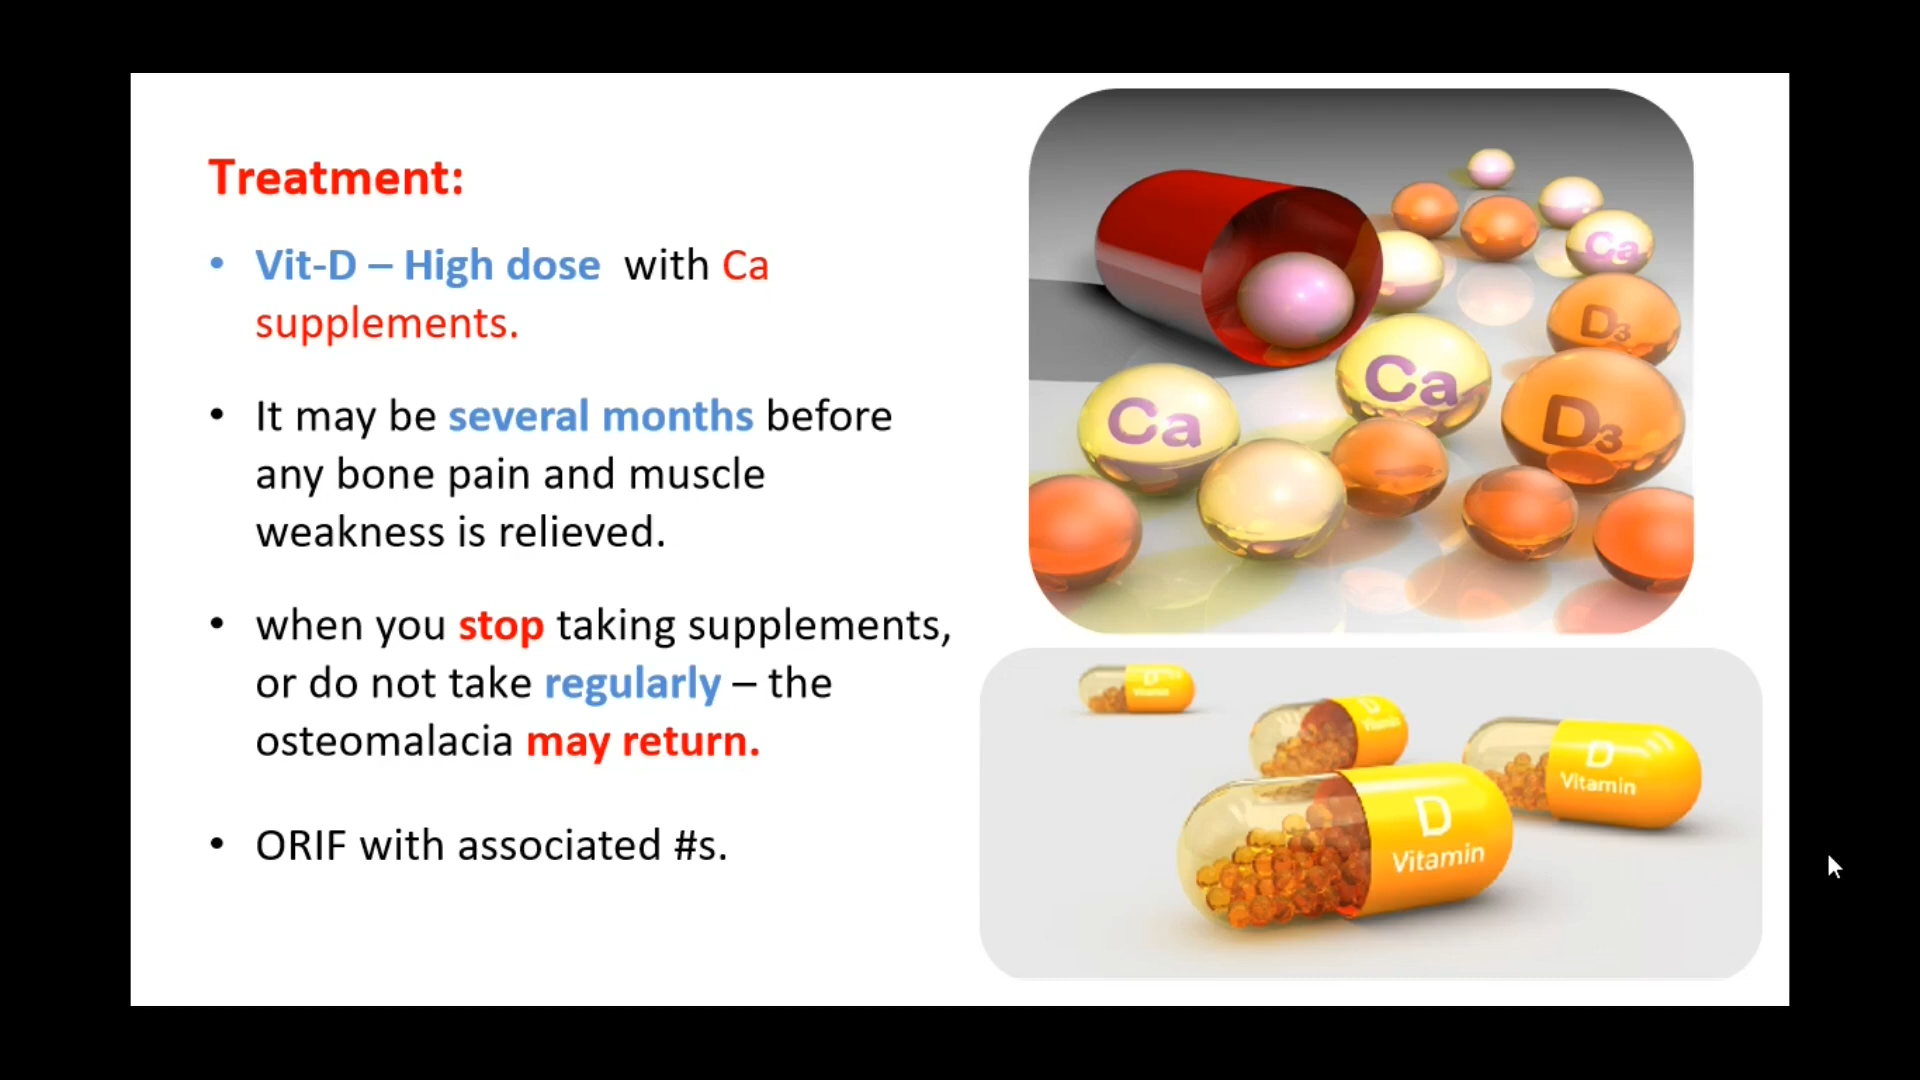 Treatment:
• Vit-D – High dose with Ca
supplements.
• It may be several months before
any bone pain and muscle
weakness is relieved.
• when you stop taking supplements,
or do not take regularly – the
osteomalacia may return.
• ORIF with associated #s.
Ca
D3
Ca
Ca
D3
D
Vitamin
D
Vitamin
D
Vitamin
D
Vitamin